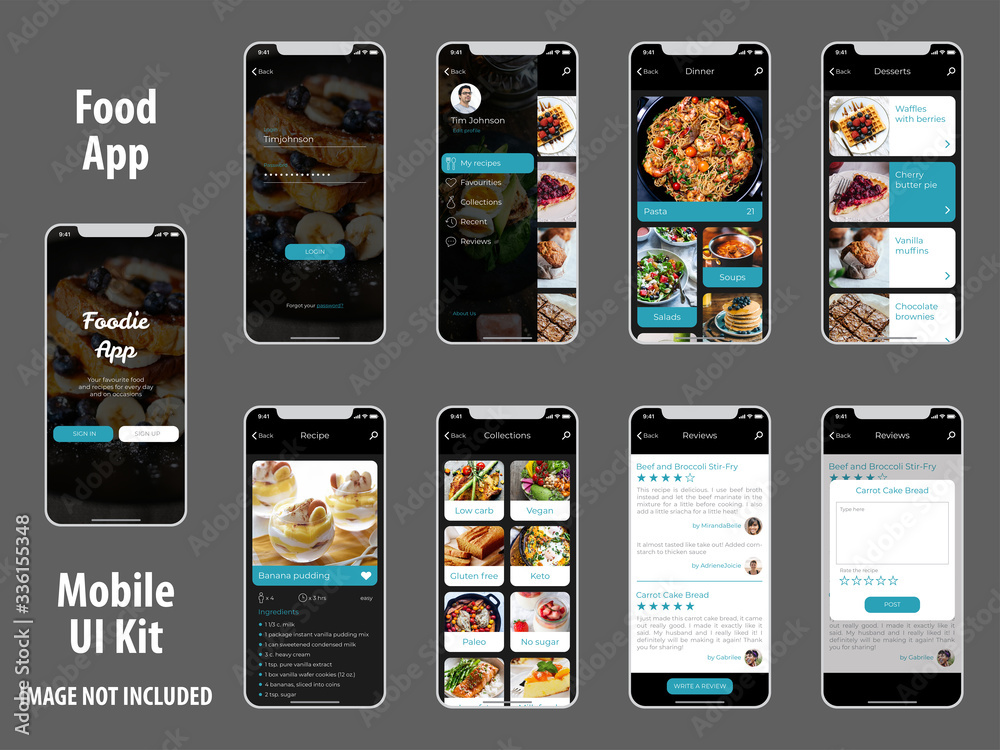 Food
App
9:41
Foodie
App
Your favourite food
and recipes for every day
and on occasions
SIGN IN
SIGN UP
Mobile
UI Kit
IMAGE NOT INCLUDED
9:41
Back
Timjohnson
LOGIN
Forgot your password?
9:41
Back
Tim Johnson
Edit profile
My recipes
Favourities
Collections
Recent
Reviews
About Us
9:41
Back
Dinner
Pasta 21
Soups
Salads
9:41
Back
Desserts
Waffles
with berries
Cherry
butter pie
Vanilla
muffins
Chocolate
brownies
9:41
Back
Recipe
Banana pudding
x 4
x 3 hrs
easy
Ingredients
1 1/3 c. milk
1 package instant vanilla pudding mix
1 can sweetened condensed milk
3 c. heavy cream
1 tsp. pure vanilla extract
1 box vanilla wafer cookies (12 oz.)
4 bananas, sliced into coins
2 tsp. sugar
9:41
Back
Collections
Low carb
Vegan
Gluten free
Keto
Paleo
No sugar
9:41
Back
Reviews
Beef and Broccoli Stir-Fry
This recipe is delicious. I use beef broth
instead and let the beef marinate in the
mixture for a little before cooking. I also
add a little sriacha for a little heat!
by MirandaBelle
It almost tasted like take out! Added corn-
starch to thicken sauce
by AdrieneJoicie
Carrot Cake Bread
I just made this carrot cake bread, it came
out really good. I made it exactly like it
said. My husband and I really liked it! I
definitely will be making it again! Thank
you for sharing!
by Gabrilee
WRITE A REVIEW
9:41
Back
Reviews
Beef and Broccoli Stir-Fry
Carrot Cake Bread
Type here
Rate the recipe
POST
out really good. I made it exactly like it
said. My husband and I really liked it! I
definitely will be making it again! Thank
you for sharing!
by Gabrilee
Adobe Stock | #336155348